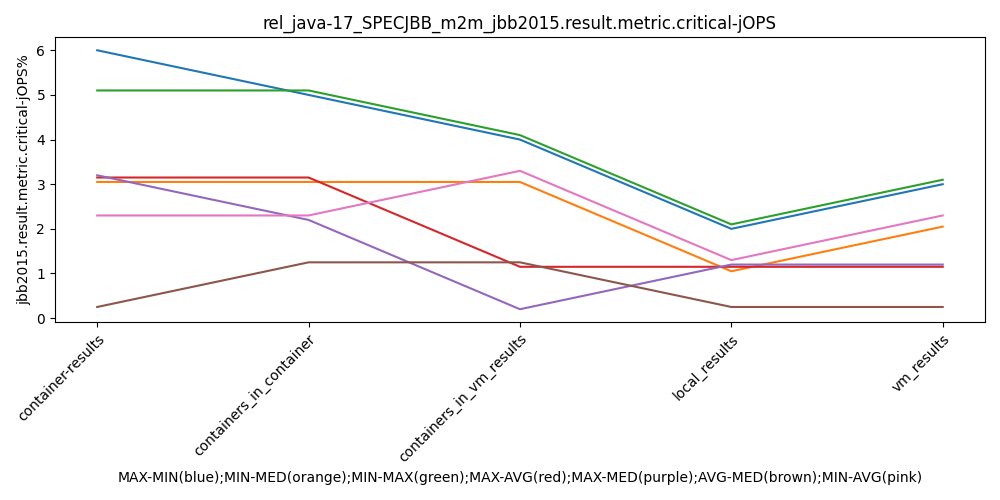 rel_java-17_SPECJBB_m2m_jbb2015.result.metric.critical-jOPS
jbb2015.result.metric.critical-jOPS%
6
5
4
3
2
1
0
container-results
containers_in_container
containers_in_vm_results
local_results
vm_results
MAX-MIN(blue);MIN-MED(orange);MIN-MAX(green);MAX-AVG(red);MAX-MED(purple);AVG-MED(brown);MIN-AVG(pink)